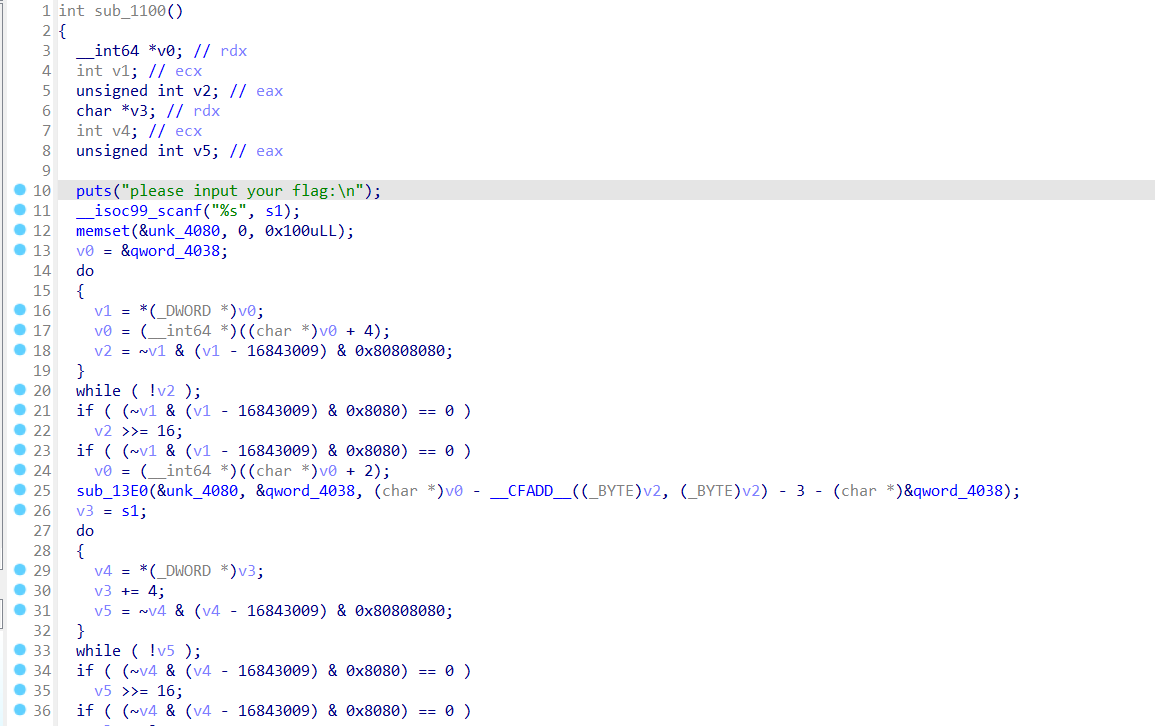 1 int sub_1100()
2 {
3 __int64 *v0; // rdx
4 int v1; // ecx
5 unsigned int v2; // eax
6 char *v3; // rdx
7 int v4; // ecx
8 unsigned int v5; // eax
9
10 puts("please input your flag:\n");
11 __isoc99_scanf("%s", s1);
12 memset(&unk_4080, 0, 0x100uLL);
13 v0 = &qword_4038;
14 do
15 {
16 v1 = *(_DWORD *)v0;
17 v0 = (__int64 *)((char *)v0 + 4);
18 v2 = ~v1 & (v1 - 16843009) & 0x80808080;
19 }
20 while ( !v2 );
21 if ( (~v1 & (v1 - 16843009) & 0x8080) == 0 )
22 v2 >>= 16;
23 if ( (~v1 & (v1 - 16843009) & 0x8080) == 0 )
24 v0 = (__int64 *)((char *)v0 + 2);
25 sub_13E0(&unk_4080, &qword_4038, (char *)v0 - __CFADD__((_BYTE)v2, (_BYTE)v2) - 3 - (char *)&qword_4038);
26 v3 = s1;
27 do
28 {
29 v4 = *(_DWORD *)v3;
30 v3 += 4;
31 v5 = ~v4 & (v4 - 16843009) & 0x80808080;
32 }
33 while ( !v5 );
34 if ( (~v4 & (v4 - 16843009) & 0x8080) == 0 )
35 v5 >>= 16;
36 if ( (~v4 & (v4 - 16843009) & 0x8080) == 0 )